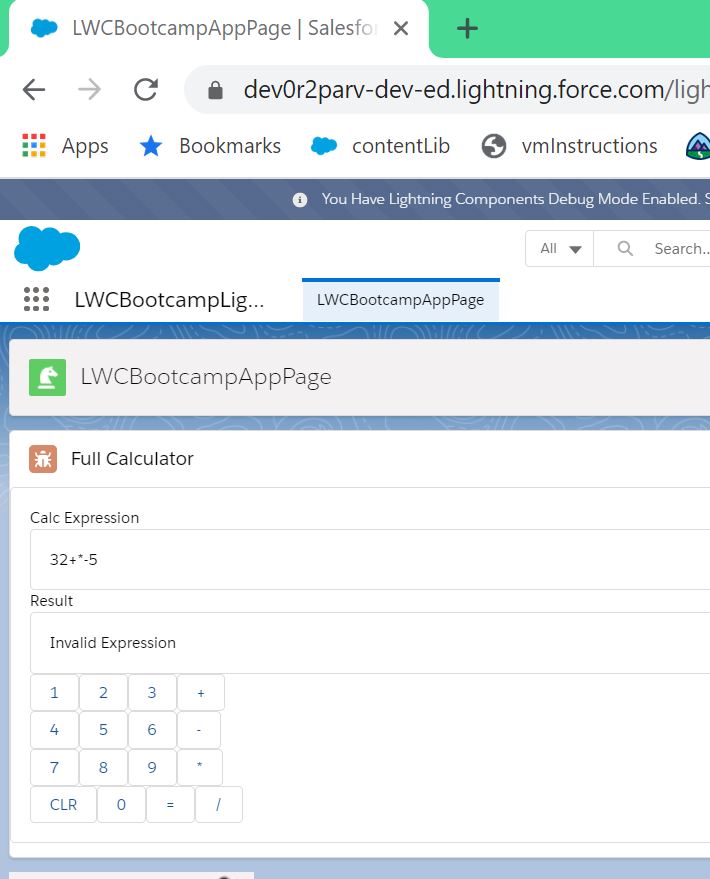 LWCBootcampAppPage | Salesfo
dev0r2parv-dev-ed.lightning.force.com/ligh
Apps Bookmarks contentLib vmInstructions
You Have Lightning Components Debug Mode Enabled. S
All Search..
LWCBootcampLig... LWCBootcampAppPage
LWCBootcampAppPage
Full Calculator
Calc Expression
32+*-5
Result
Invalid Expression
1 2 3 +
4 5 6 -
7 8 9 *
CLR 0 = /